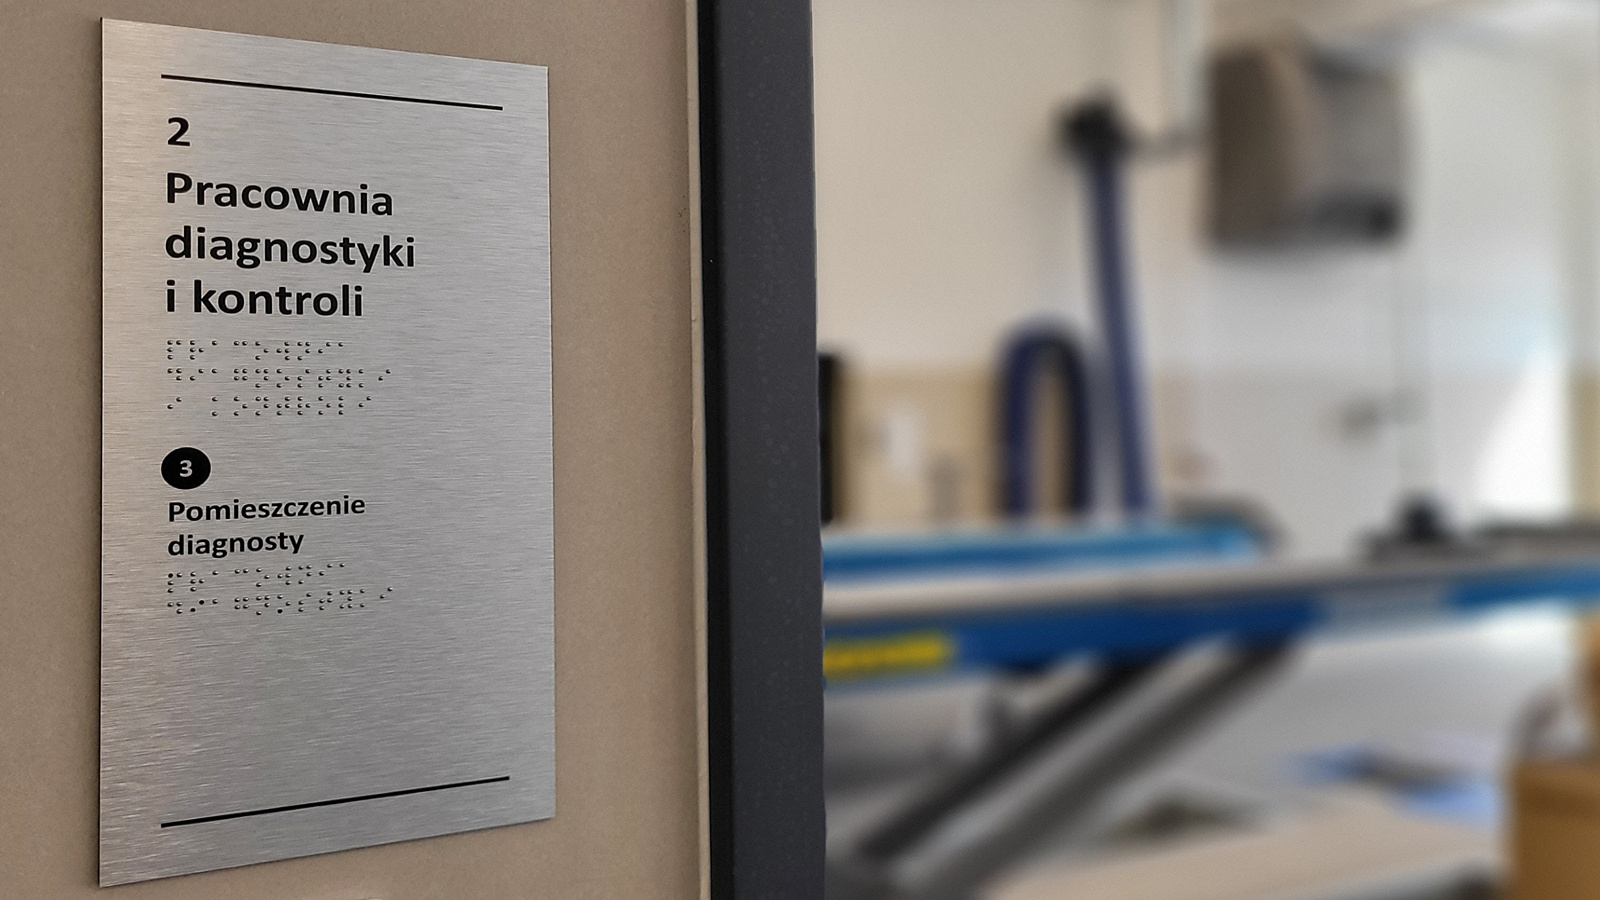 2
Pracownia
diagnostyki
i kontroli
3
Pomieszczenie
diagnosty